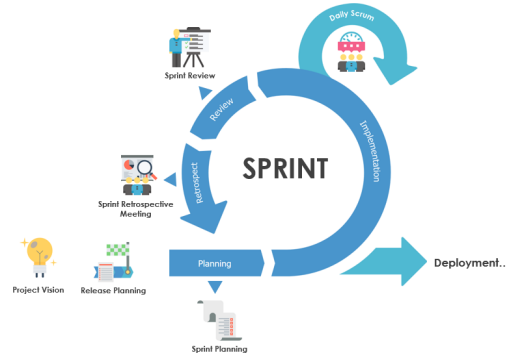 Daily Scrum
Sprint Review
Review
Implementation
SPRINT
Retrospect
Sprint Retrospective
Meeting
Planning
Deployment..
Project Vision
Release Planning
Sprint Planning